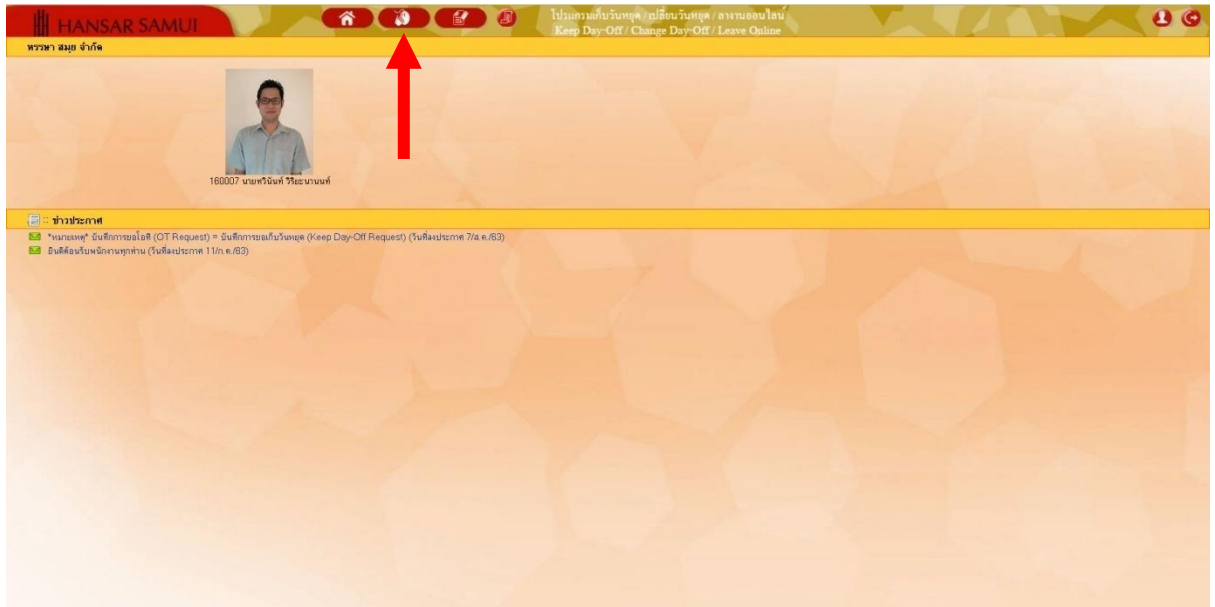 HANSAR SAMUI
โปรแกรมเก็บวันหยุด / เปลี่ยนวันหยุด / ลางานออนไลน์
Keep Day-Off / Change Day-Off / Leave Online
หรรษา สมุย จำกัด
160007 นายทวินันท์ วิริยะนานนท์
:: ข่าวประกาศ
*หมายเหตุ* บันทึกการขอโอที (OT Request) = บันทึกการขอเก็บวันหยุด (Keep Day-Off Request) (วันที่ลงประกาศ 7/ส.ค./63)
ยินดีต้อนรับพนักงานทุกท่าน (วันที่ลงประกาศ 11/ก.ค./63)